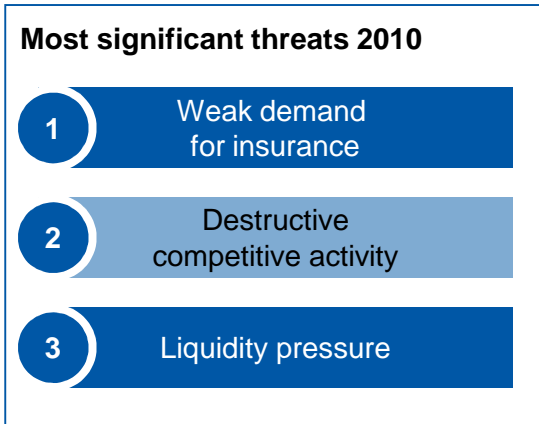 Most significant threats 2010
1
Weak demand
for insurance
2
Destructive
competitive activity
3
Liquidity pressure